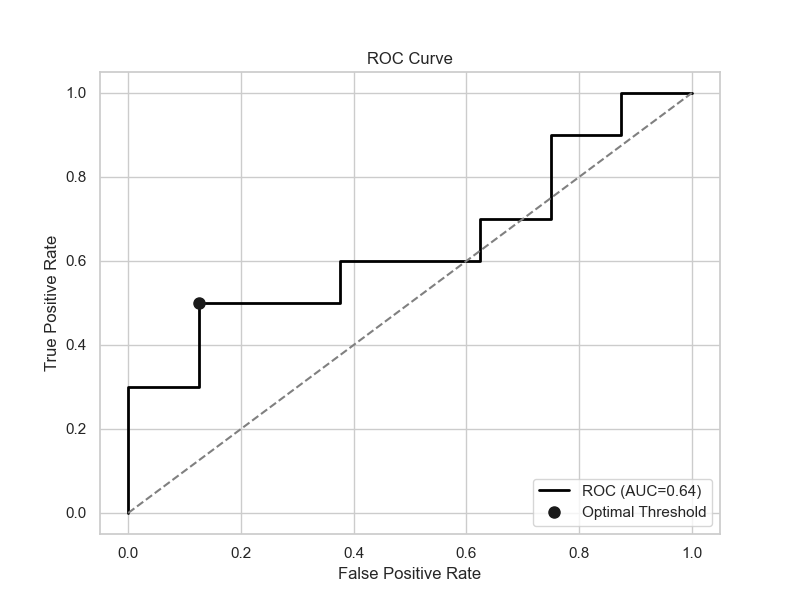 ROC Curve
True Positive Rate
1.0
0.8
0.6
0.4
0.2
0.0
ROC (AUC=0.64)
Optimal Threshold
0.0 0.2 0.4 0.6 0.8 1.0
False Positive Rate